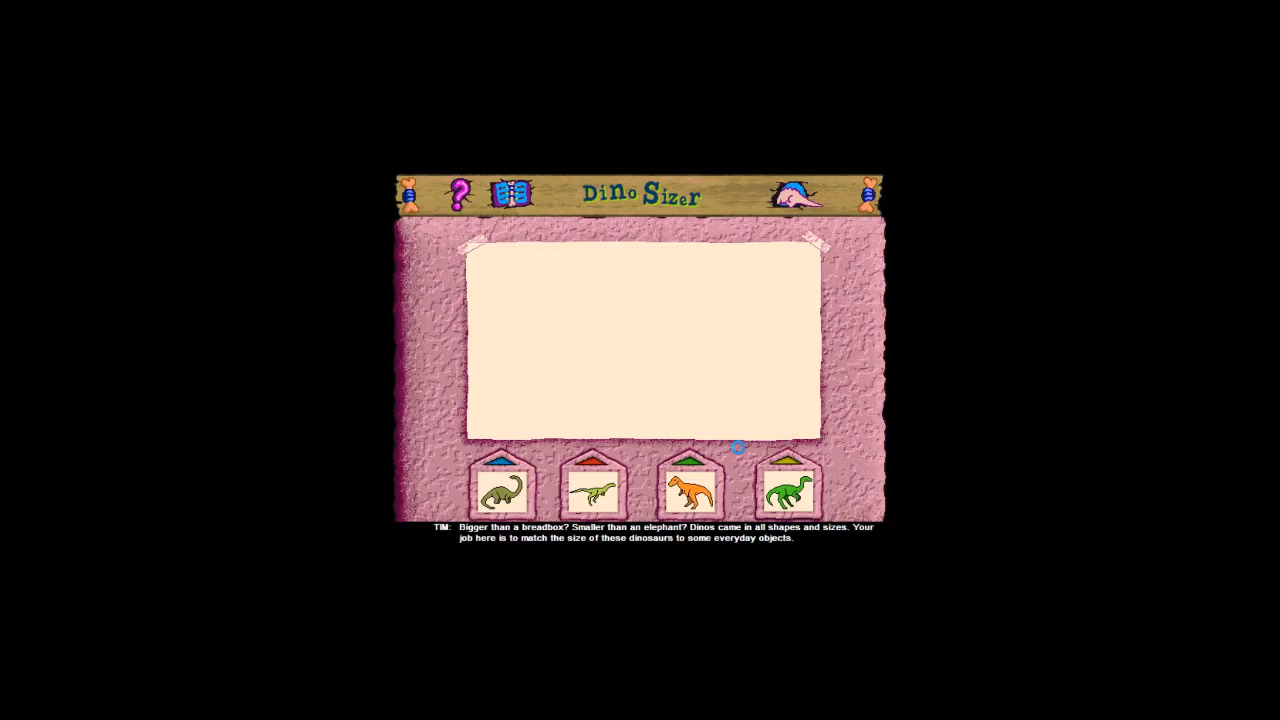 Dino Sizer
TIM: Bigger than a breadbox? Smaller than an elephant? Dinos came in all shapes and sizes. Your
job here is to match the size of these dinosaurs to some everyday objects.